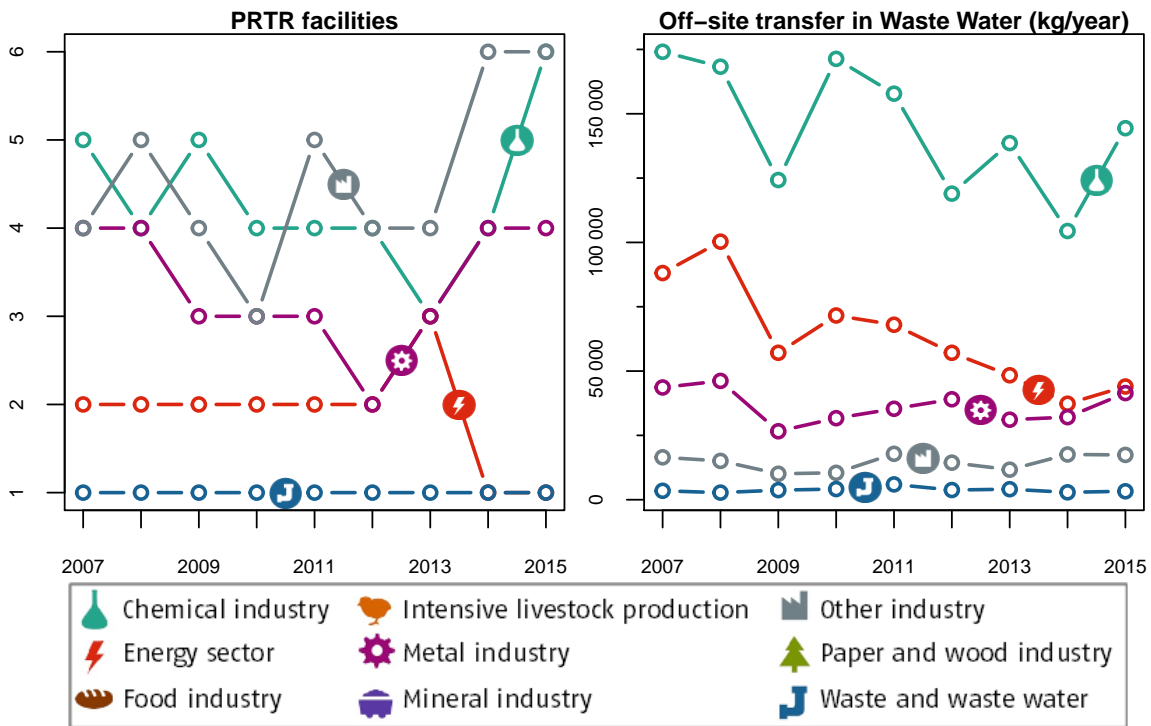 PRTR facilities
6
5
4
3
2
1
2007 2009 2011 2013 2015
Off−site transfer in Waste Water (kg/year)
150 000
100 000
50 000
0
2007 2009 2011 2013 2015
Chemical industry Intensive livestock production Other industry
Energy sector Metal industry Paper and wood industry
Food industry Mineral industry Waste and waste water